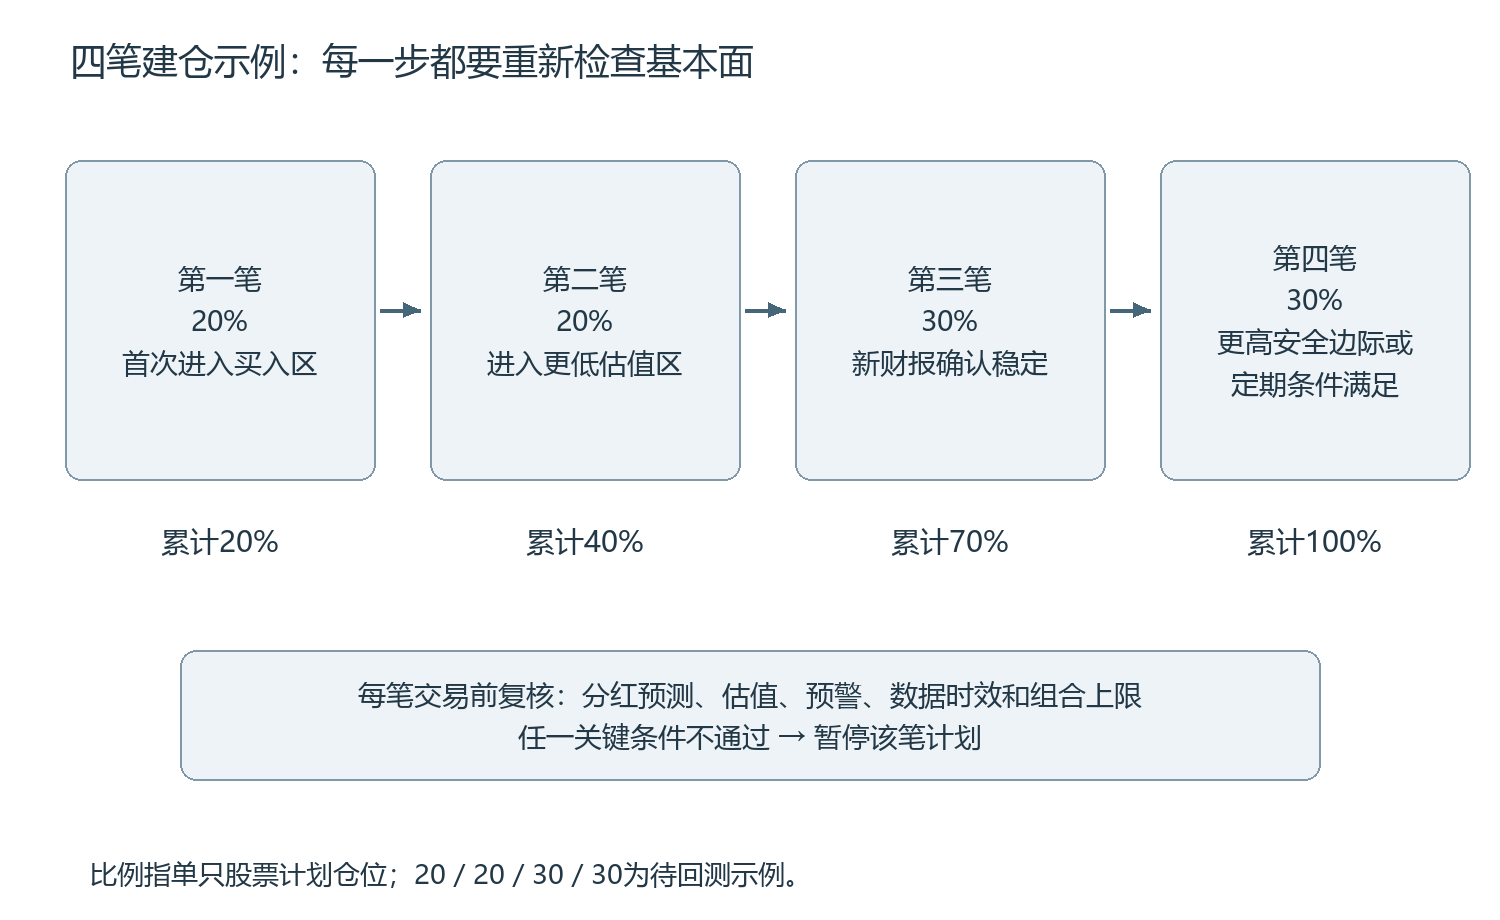 四笔建仓示例：每一步都要重新检查基本面
第一笔
20%
首次进入买入区
第二笔
20%
进入更低估值区
第三笔
30%
新财报确认稳定
第四笔
30%
更高安全边际或
定期条件满足
累计20%
累计40%
累计70%
累计100%
每笔交易前复核：分红预测、估值、预警、数据时效和组合上限
任一关键条件不通过 → 暂停该笔计划
比例指单只股票计划仓位；20 / 20 / 30 / 30为待回测示例。